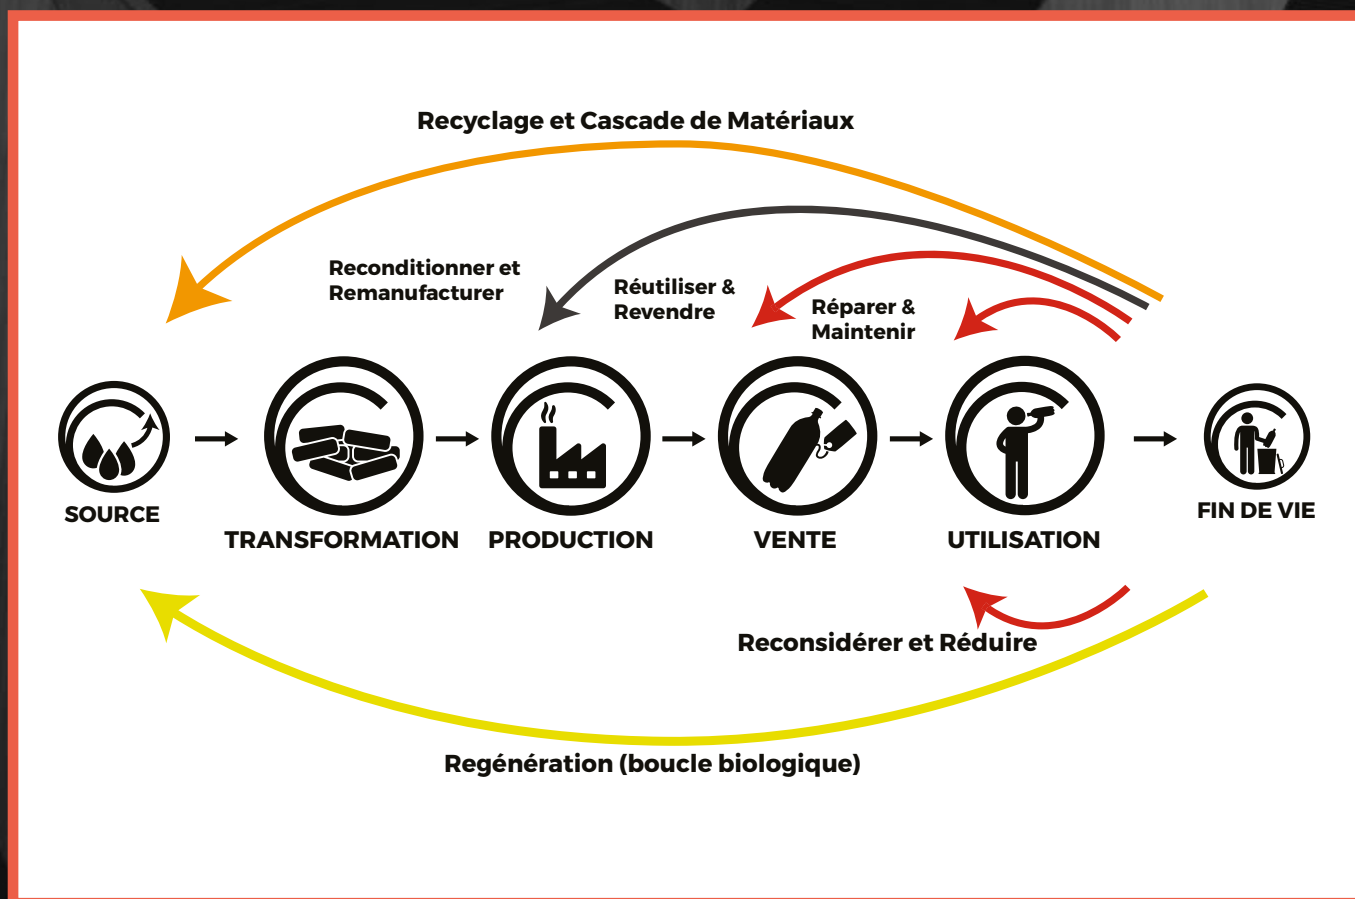 Recyclage et Cascade de Matériaux
Reconditionner et
Remanufacturer
Réutiliser &
Revendre
Réparer &
Maintenir
SOURCE
TRANSFORMATION
PRODUCTION
VENTE
UTILISATION
FIN DE VIE
Reconsidérer et Réduire
Regénération (boucle biologique)